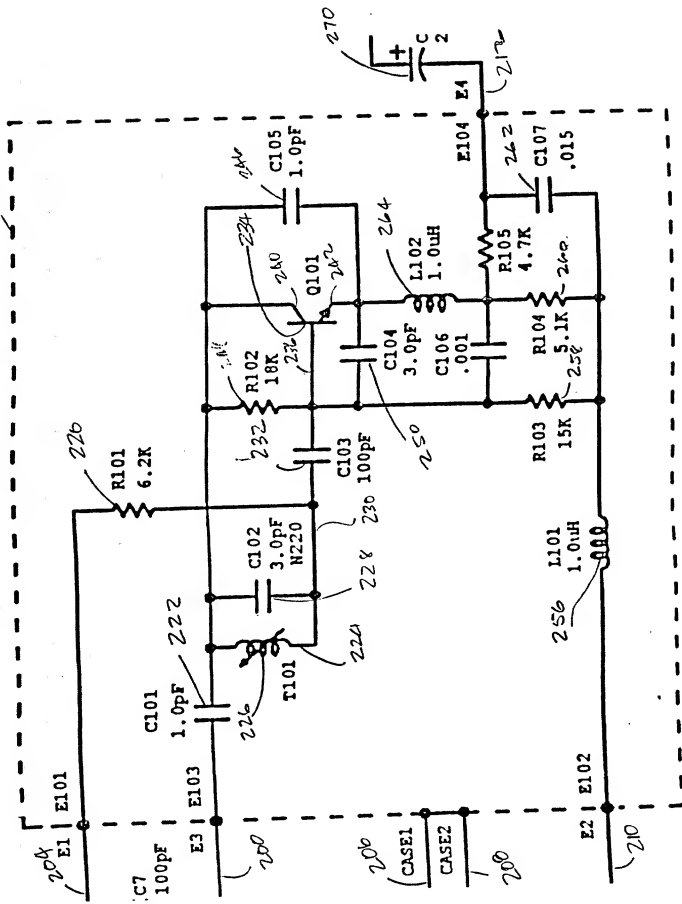 204
E1
E101
C7
100pF
E3
E103
200
C101
1.0pF
222
226
T101
224
C102
3.0pF
N220
228
226
R101
6.2K
230
C103
100pF
232
R102
18K
236
234
240
Q101
242
C105
1.0pF
C104
3.0pF
250
L102
1.0uH
264
C106
.001
R105
4.7K
R104
5.1K
260
R103
15K
258
262
C107
.015
E104
E4
212
270
+
C
2
L101
1.0uH
256
206
CASE1
CASE2
208
E2
E102
210